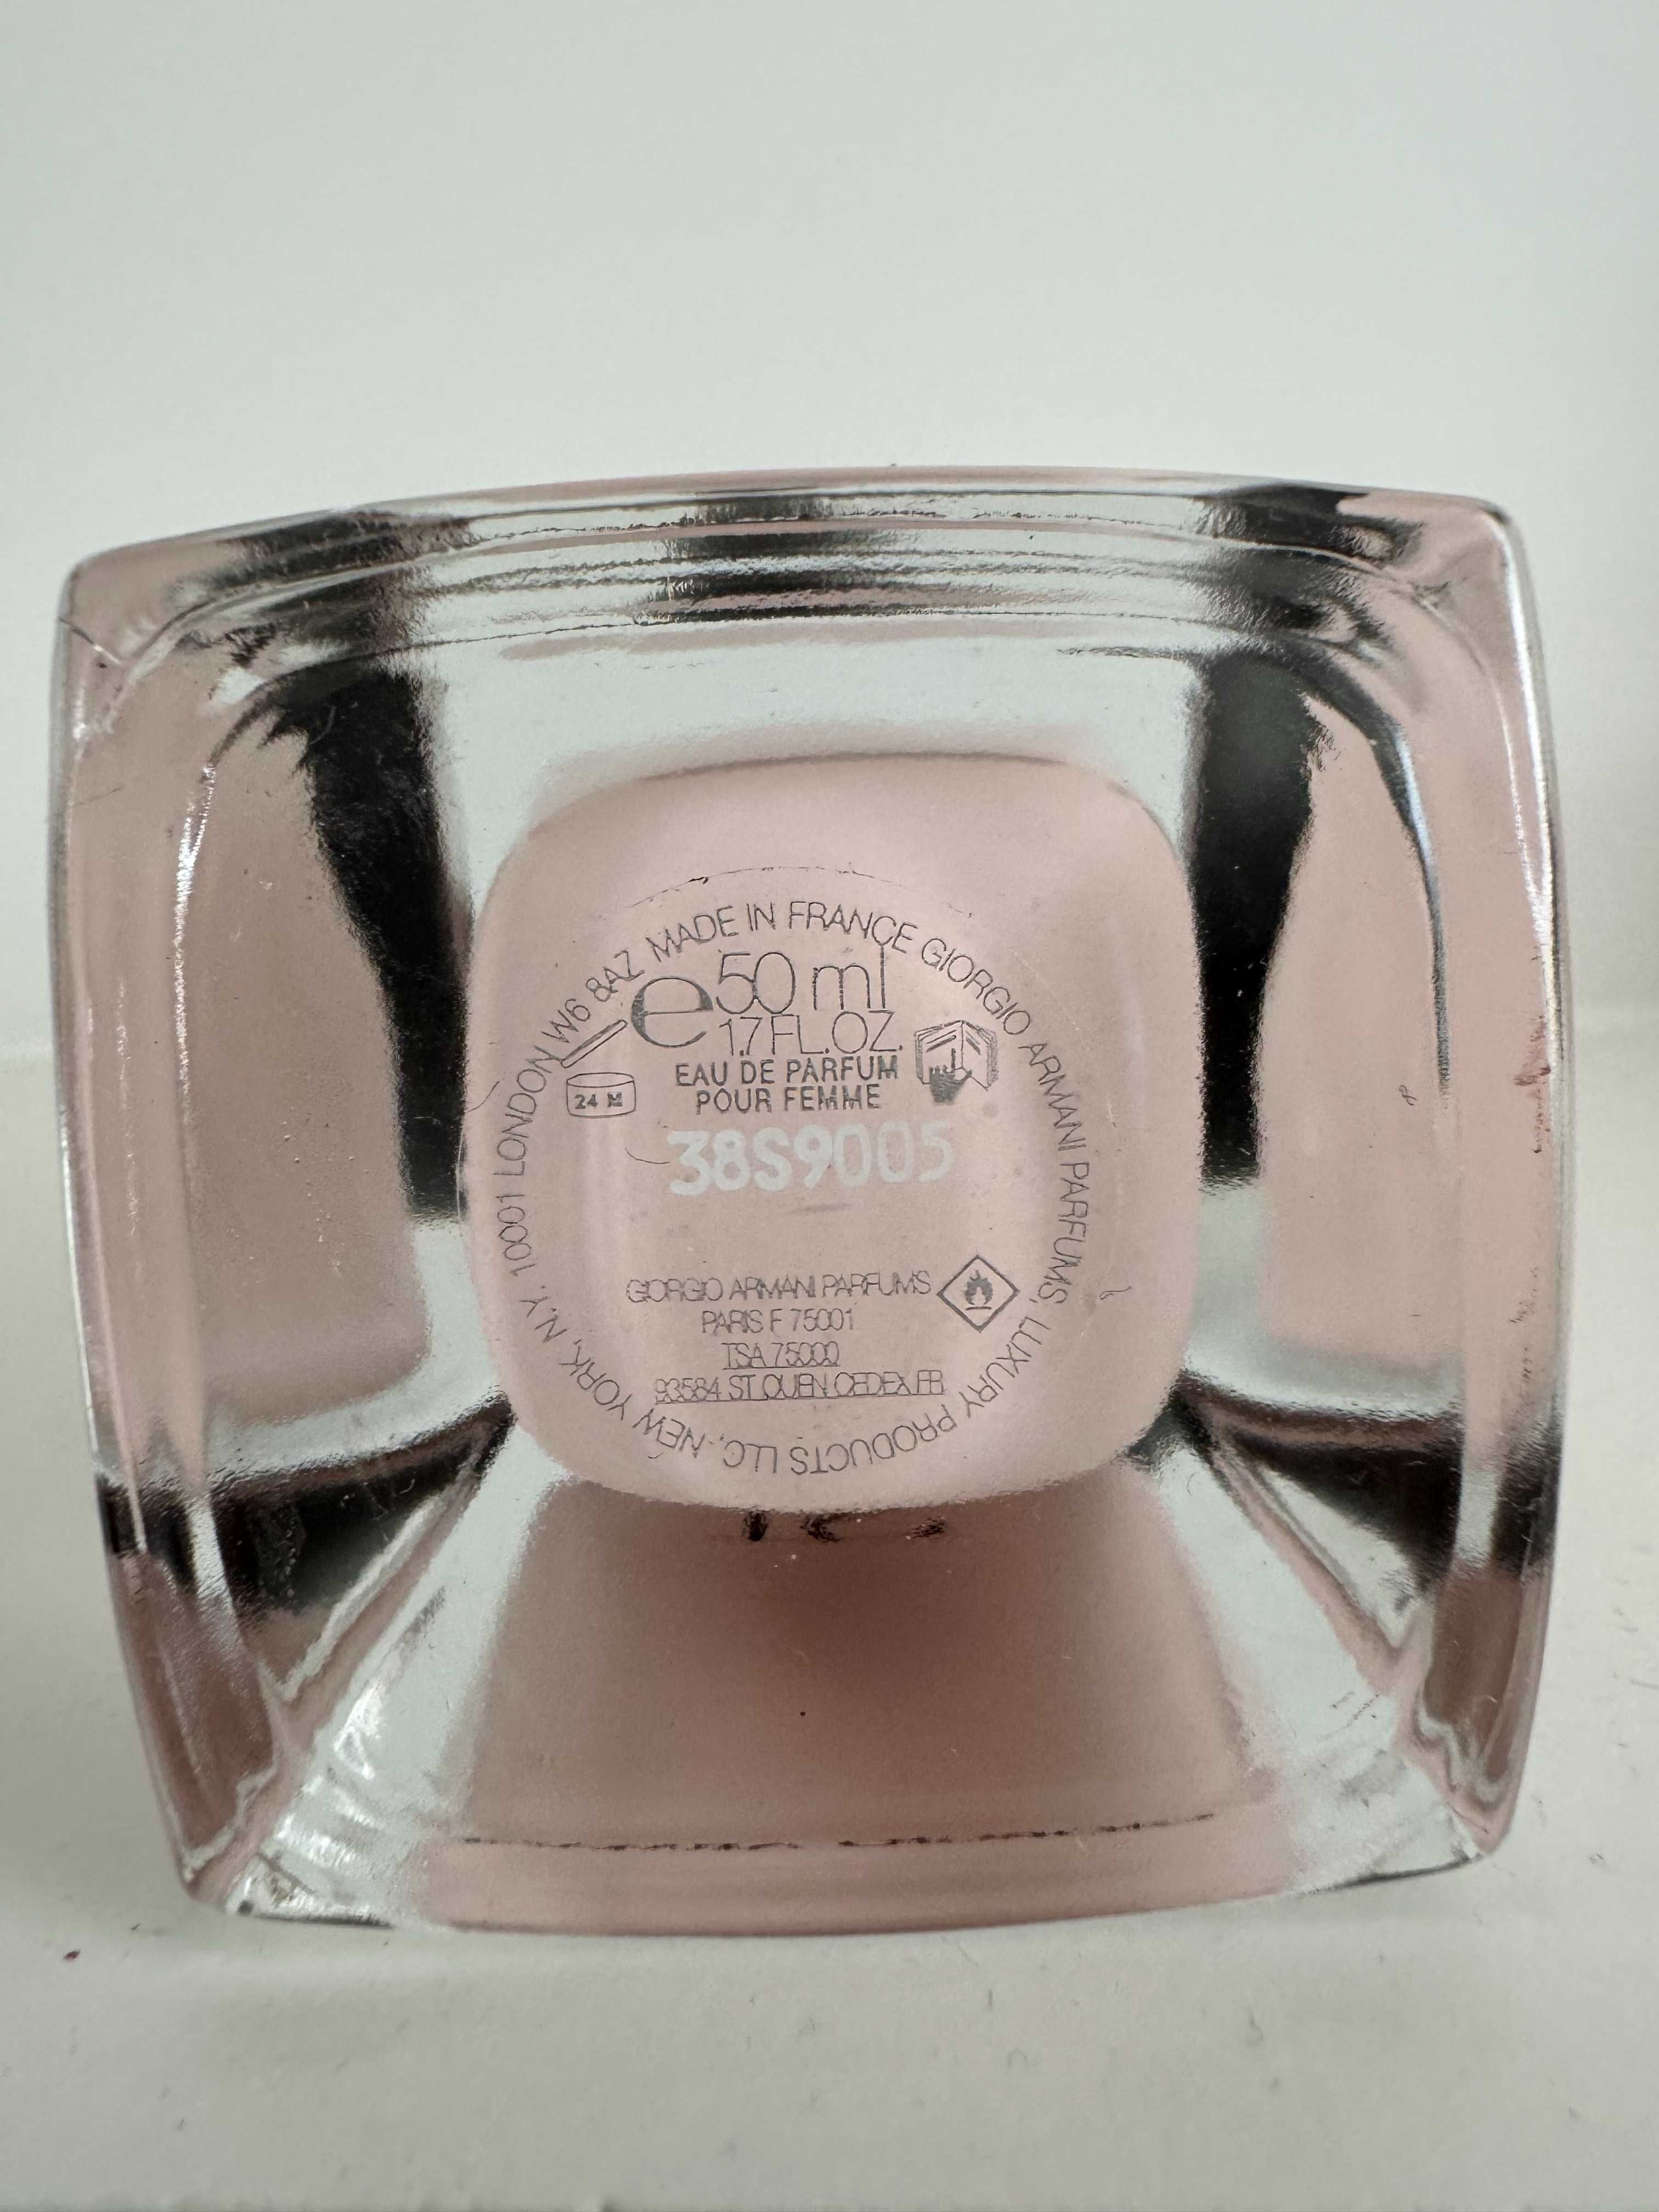 MADE IN FRANCE GIORGIO ARMANI PARFUMS, LUXURY PRODUCTS LLC, NEW YORK, N.Y. 10001 LONDON W6 8AZ
e 50 ml
1.7 FL.OZ.
EAU DE PARFUM
POUR FEMME
24 M
38S9005
GIORGIO ARMANI PARFUMS
PARIS F 75001
TSA 75000
93584 ST OUEN CEDEX FR